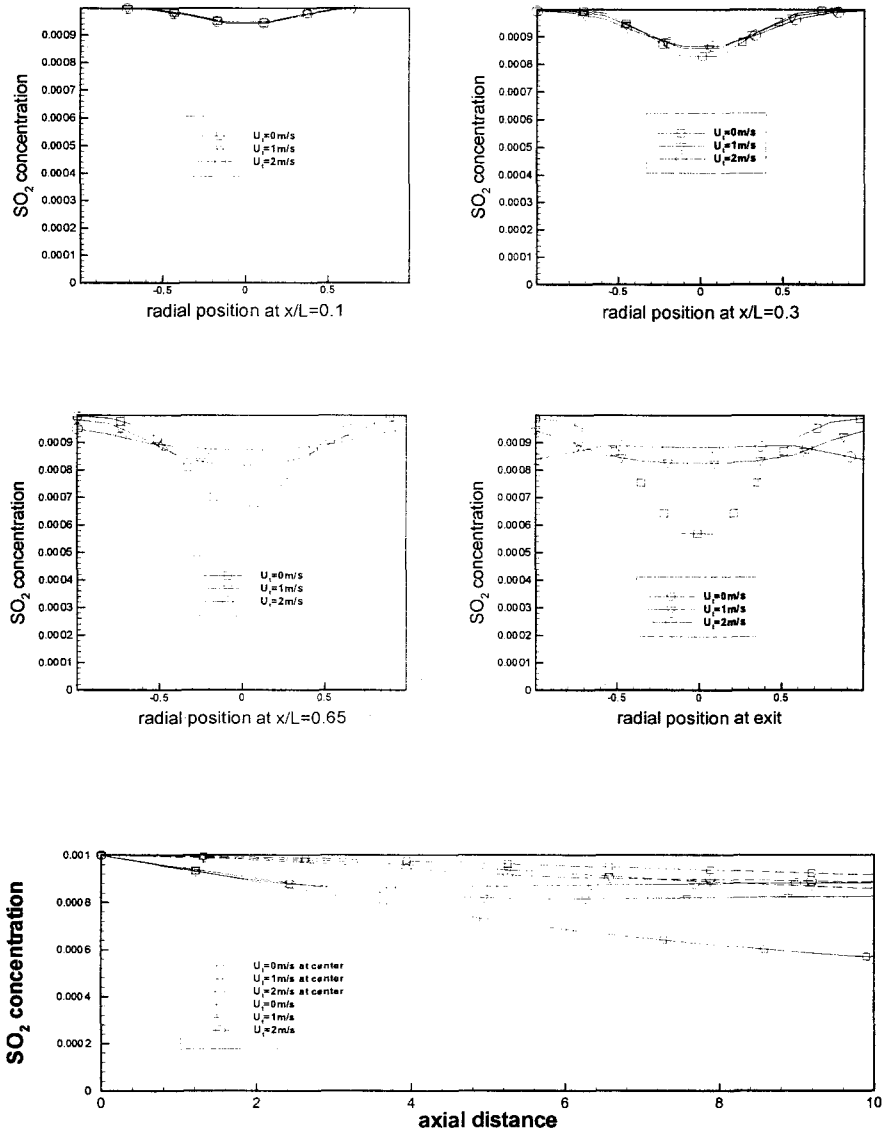 SO2 concentration
0.0009
0.0008
0.0007
0.0006
0.0005
0.0004
0.0003
0.0002
0.0001
0
Ut=0m/s
Ut=1m/s
Ut=2m/s
-0.5
0
0.5
radial position at x/L=0.1
SO2 concentration
0.0009
0.0008
0.0007
0.0006
0.0005
0.0004
0.0003
0.0002
0.0001
0
Ut=0m/s
Ut=1m/s
Ut=2m/s
-0.5
0
0.5
radial position at x/L=0.3
SO2 concentration
0.0009
0.0008
0.0007
0.0006
0.0005
0.0004
0.0003
0.0002
0.0001
0
Ut=0m/s
Ut=1m/s
Ut=2m/s
-0.5
0
0.5
radial position at x/L=0.65
SO2 concentration
0.0009
0.0008
0.0007
0.0006
0.0005
0.0004
0.0003
0.0002
0.0001
0
Ut=0m/s
Ut=1m/s
Ut=2m/s
-0.5
0
0.5
radial position at exit
SO2 concentration
0.001
0.0008
0.0006
0.0004
0.0002
0
Ut=0m/s at center
Ut=1m/s at center
Ut=2m/s at center
Ut=0m/s
Ut=1m/s
Ut=2m/s
0
2
4
6
8
10
axial distance